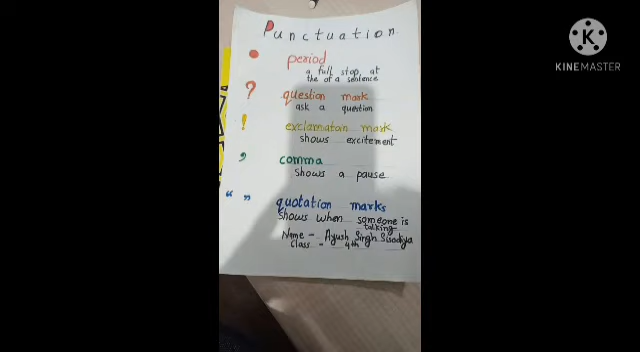 Punctuation
period
a full stop, at
the of a sentence
? question mark
ask a question
! exclamatan mark
shows excitement
, comma
shows a pause
“ ” quotation marks
shows when someone is
talking
Name - Ayush Singh Sisodiya
Class - 4th
K
KINEMASTER